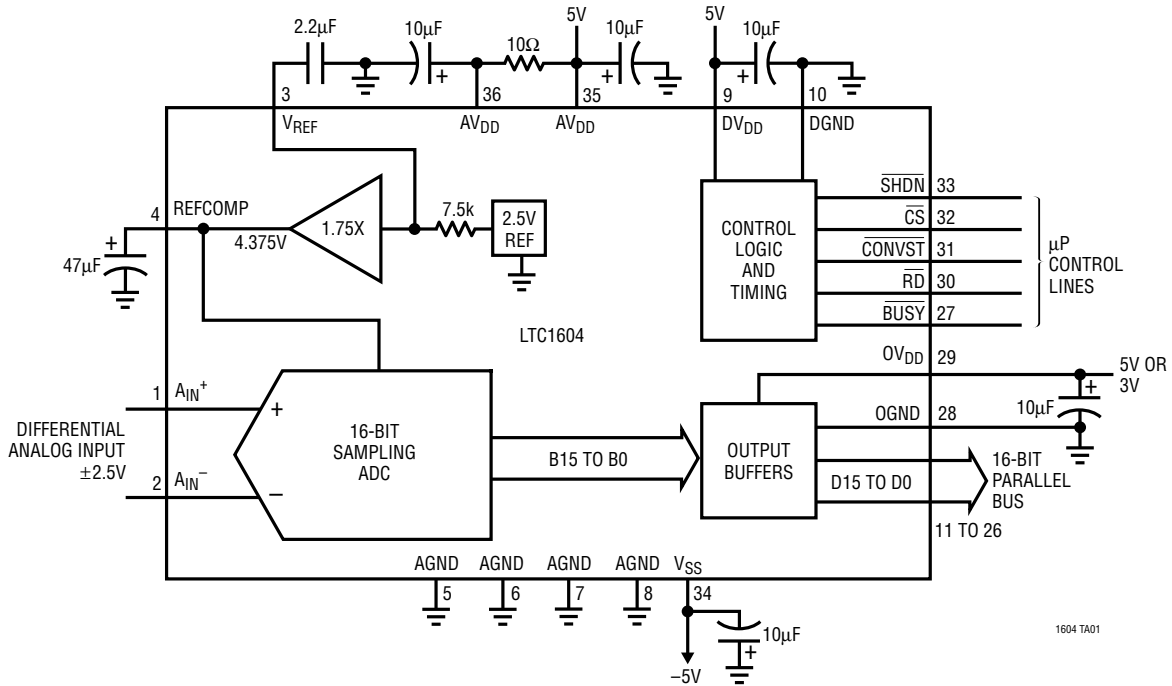 2.2µF
10µF
10Ω
5V
10µF
5V
10µF
+
+
+
3
36
35
9
10
VREF
AVDD
AVDD
DVDD
DGND
4
REFCOMP
4.375V
1.75X
7.5k
2.5V
REF
+
47µF
CONTROL
LOGIC
AND
TIMING
SHDN
33
CS
32
CONVST
31
RD
30
BUSY
27
µP
CONTROL
LINES
LTC1604
OVDD
29
5V OR
3V
+
10µF
OGND
28
1
AIN+
+
DIFFERENTIAL
ANALOG INPUT
±2.5V
2
AIN−
−
16-BIT
SAMPLING
ADC
B15 TO B0
OUTPUT
BUFFERS
D15 TO D0
16-BIT
PARALLEL
BUS
11 TO 26
AGND
AGND
AGND
AGND
VSS
5
6
7
8
34
10µF
+
–5V
1604 TA01